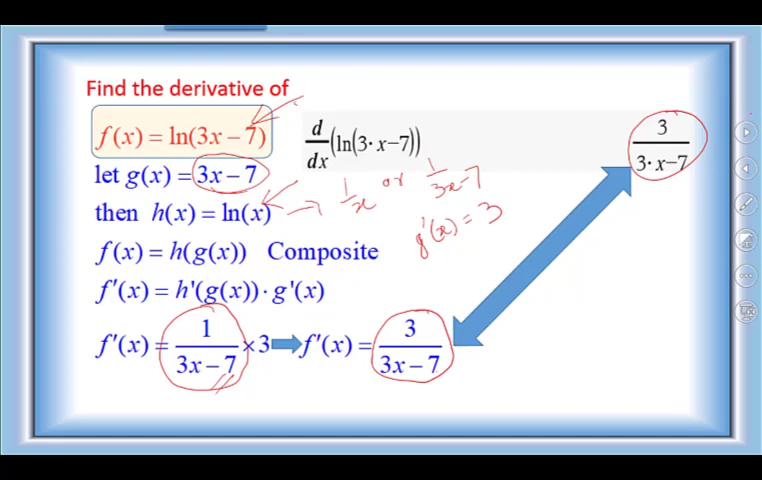 Find the derivative of
f(x) = ln(3x − 7)
d/dx (ln(3·x−7))
3/(3·x−7)
let g(x) = 3x − 7
then h(x) = ln(x)
1/x or 1/3x-7
g'(x) = 3
f(x) = h(g(x)) Composite
f'(x) = h'(g(x)) · g'(x)
f'(x) = 1/(3x − 7) × 3
f'(x) = 3/(3x − 7)